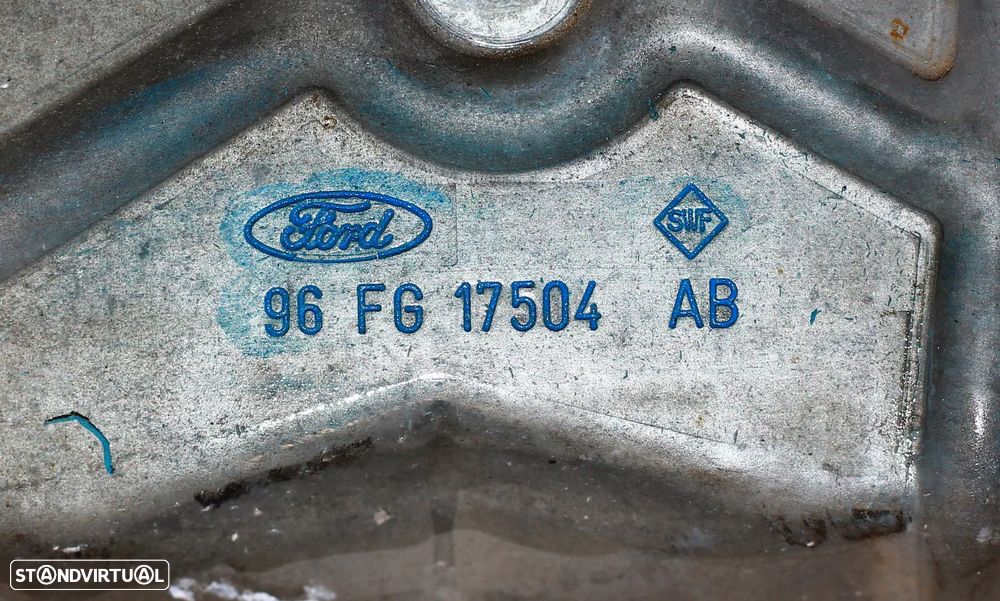 Ford
SWF
96 FG 17504 AB
STANDVIRTUAL